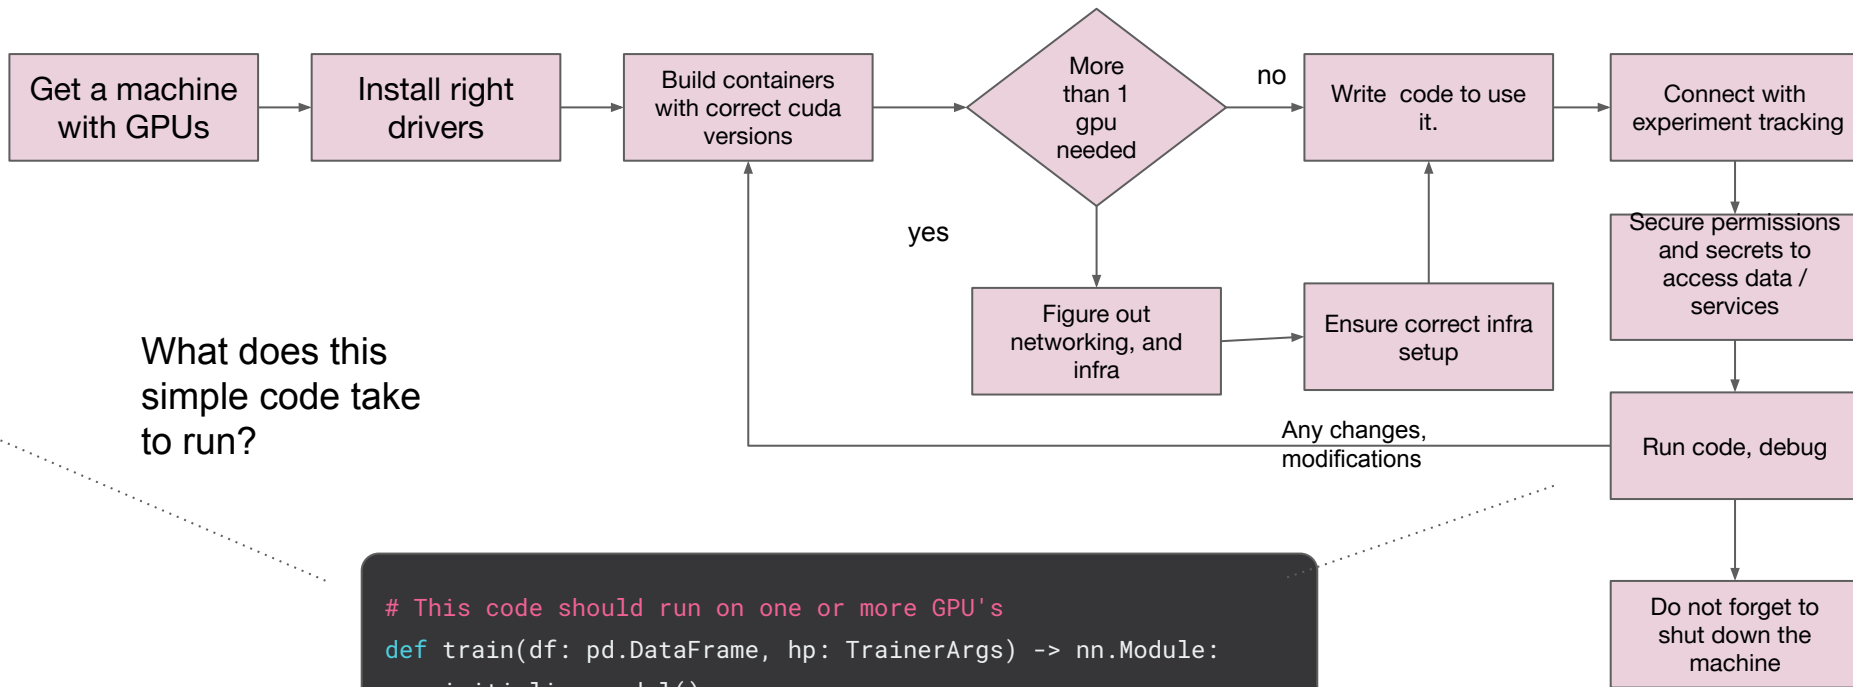 Get a machine
with GPUs
Install right
drivers
Build containers
with correct cuda
versions
More
than 1
gpu
needed
no
Write code to use
it.
Connect with
experiment tracking
yes
Secure permissions
and secrets to
access data /
services
Figure out
networking, and
infra
Ensure correct infra
setup
What does this
simple code take
to run?
Any changes,
modifications
Run code, debug
Do not forget to
shut down the
machine
# This code should run on one or more GPU's
def train(df: pd.DataFrame, hp: TrainerArgs) -> nn.Module: